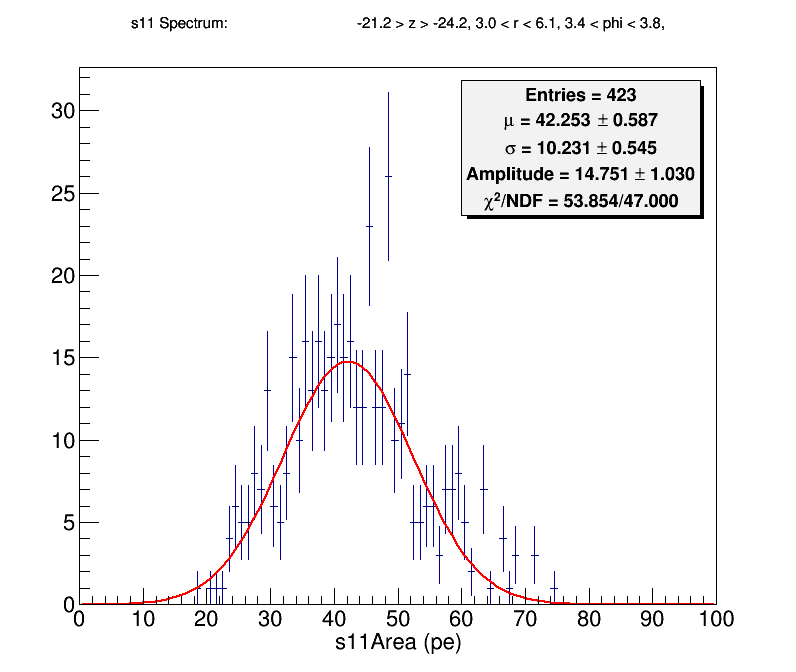 s11 Spectrum: -21.2 > z > -24.2, 3.0 < r < 6.1, 3.4 < phi < 3.8,
Entries = 423
μ = 42.253 ± 0.587
σ = 10.231 ± 0.545
Amplitude = 14.751 ± 1.030
χ²/NDF = 53.854/47.000
30
25
20
15
10
5
0
0 10 20 30 40 50 60 70 80 90 100
s11Area (pe)